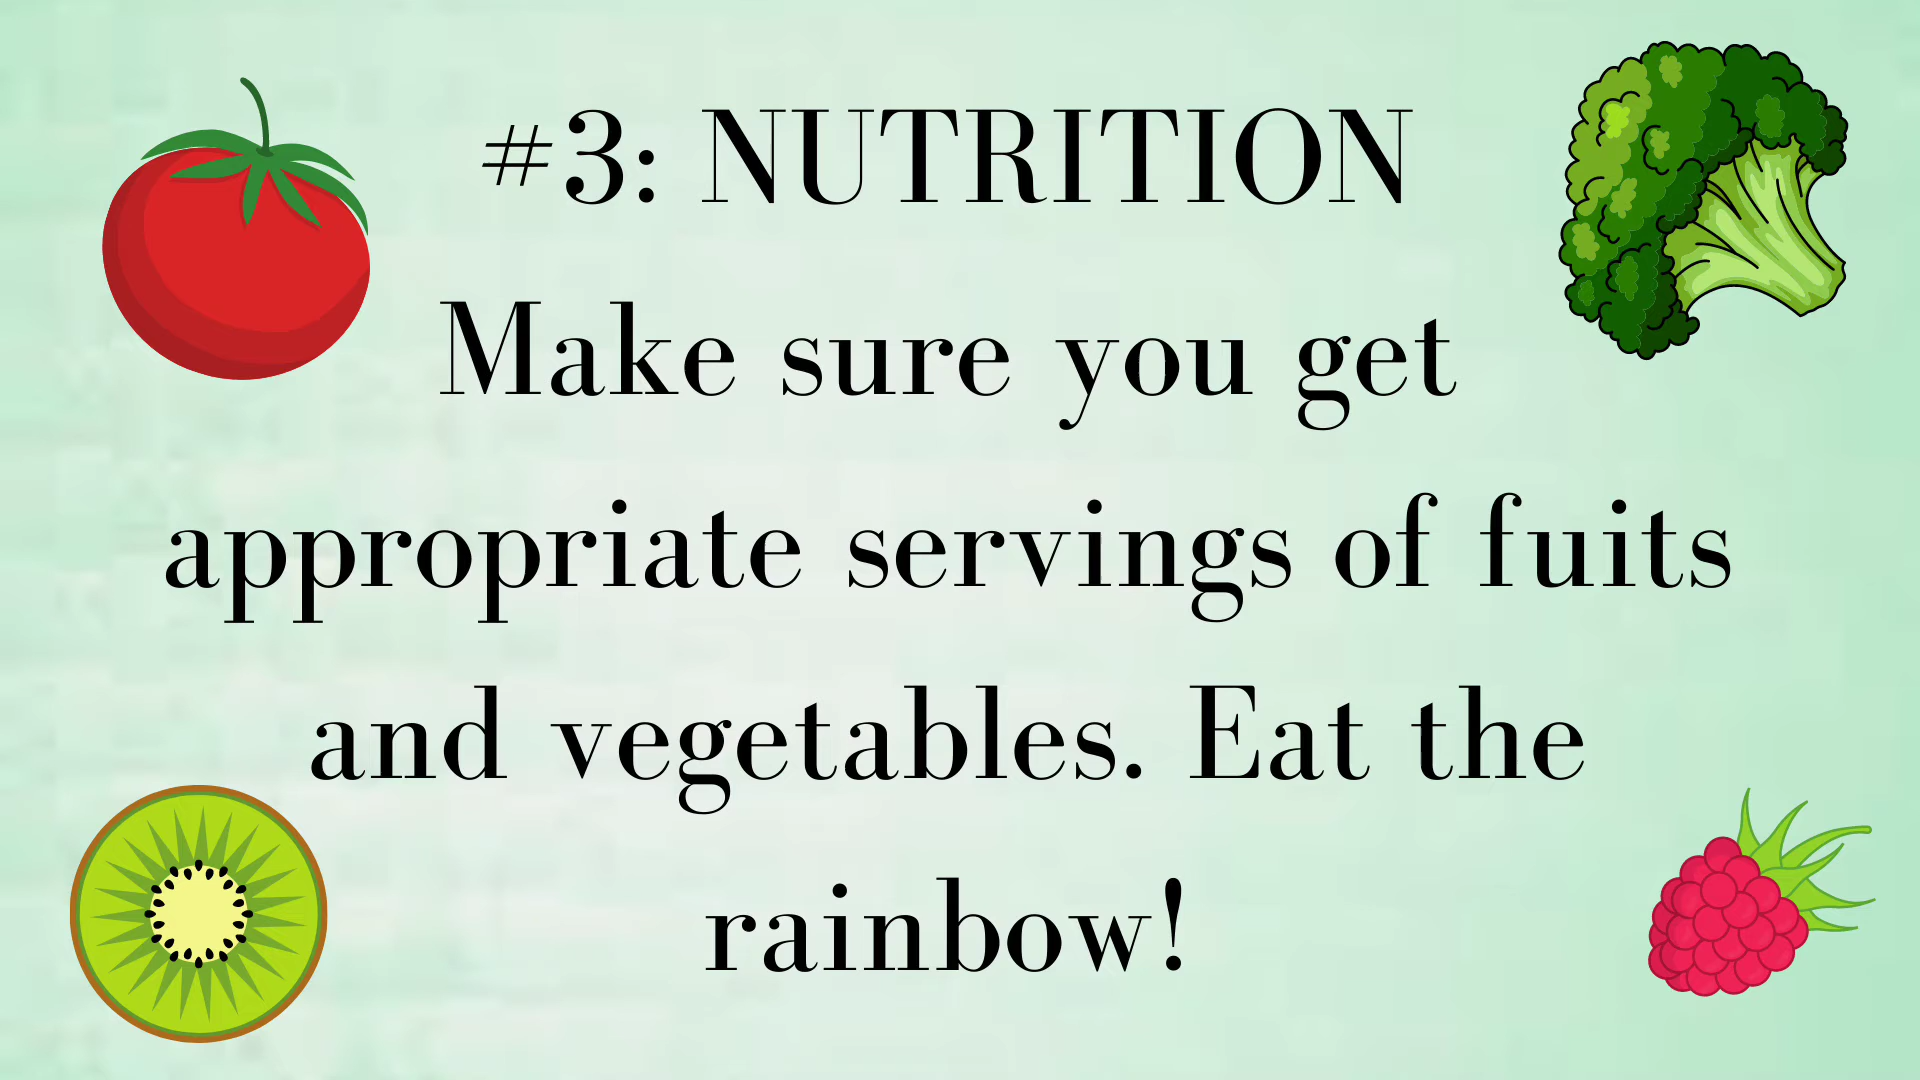 #3: NUTRITION
Make sure you get
appropriate servings of fuits
and vegetables. Eat the
rainbow!